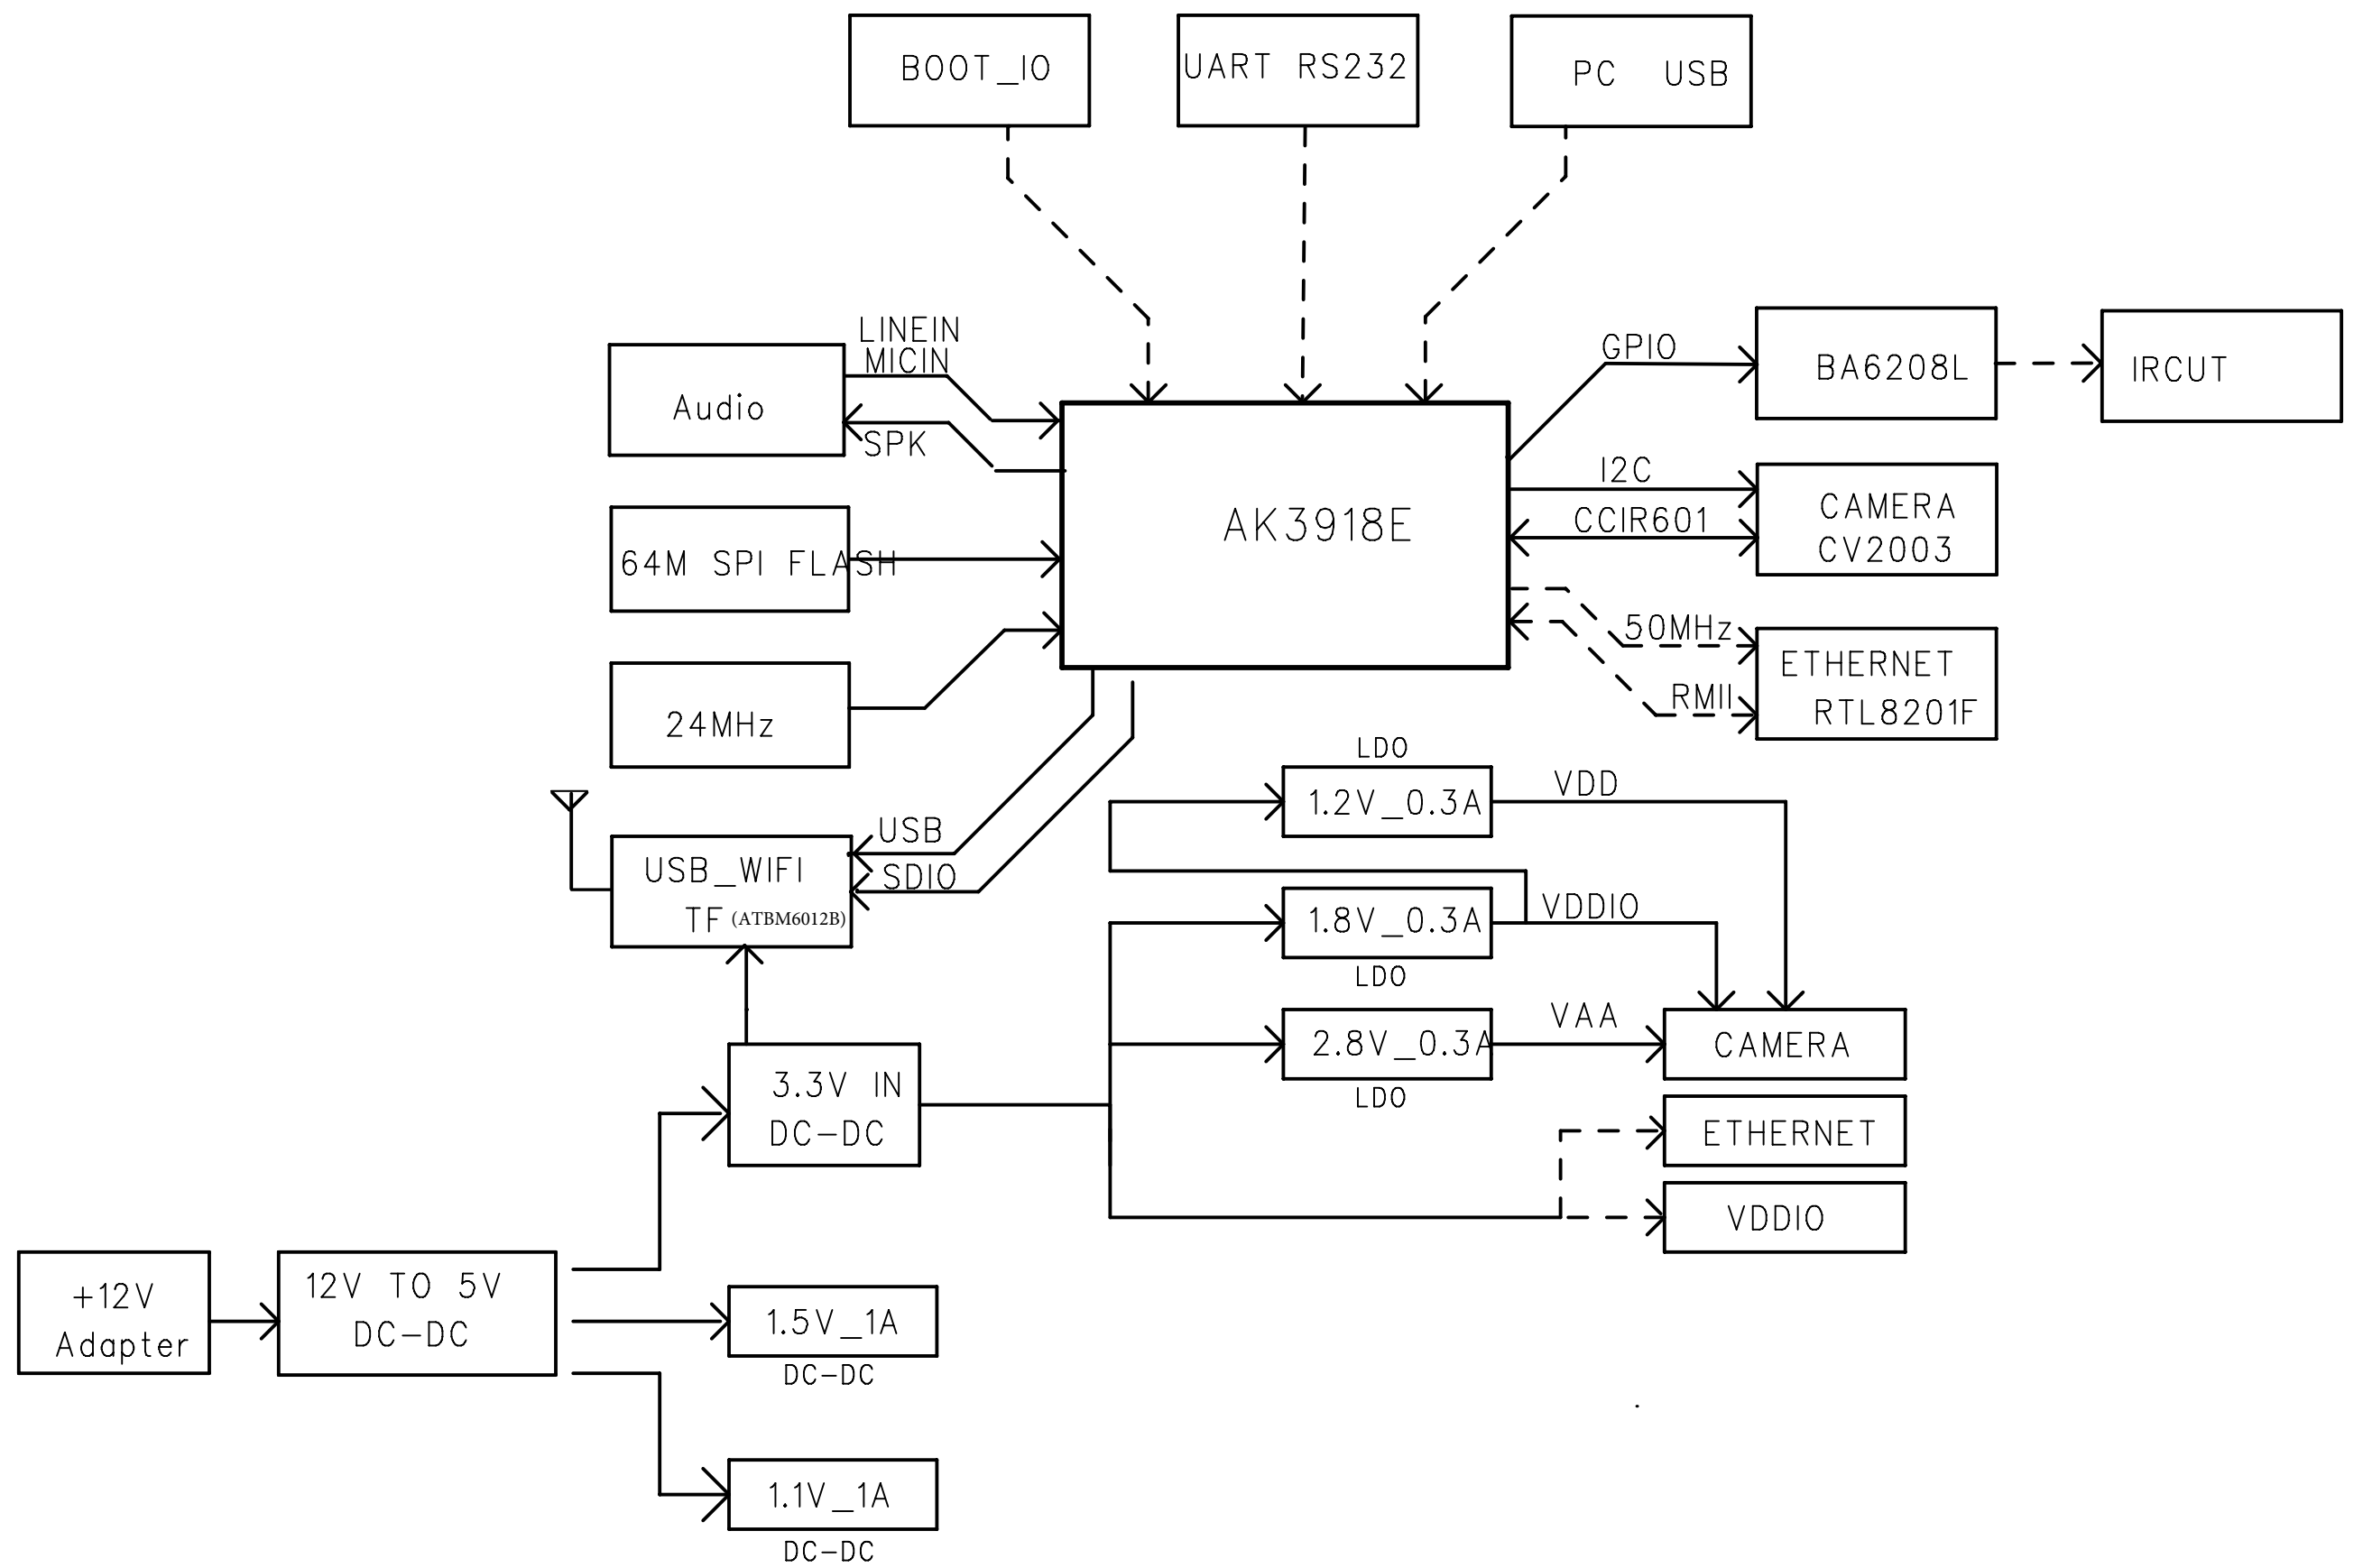 BOOT_IO
UART RS232
PC USB
LINEIN
MICIN
Audio
SPK
GPIO
BA6208L
IRCUT
I2C
CCIR601
CAMERA
CV2003
AK3918E
64M SPI FLASH
24MHz
50MHz
RMII
ETHERNET
RTL8201F
USB
SDIO
USB_WIFI
TF (ATBM6012B)
LDO
1.2V_0.3A
VDD
1.8V_0.3A
VDDIO
LDO
2.8V_0.3A
VAA
LDO
CAMERA
3.3V IN
DC-DC
ETHERNET
VDDIO
+12V
Adapter
12V TO 5V
DC-DC
1.5V_1A
DC-DC
1.1V_1A
DC-DC